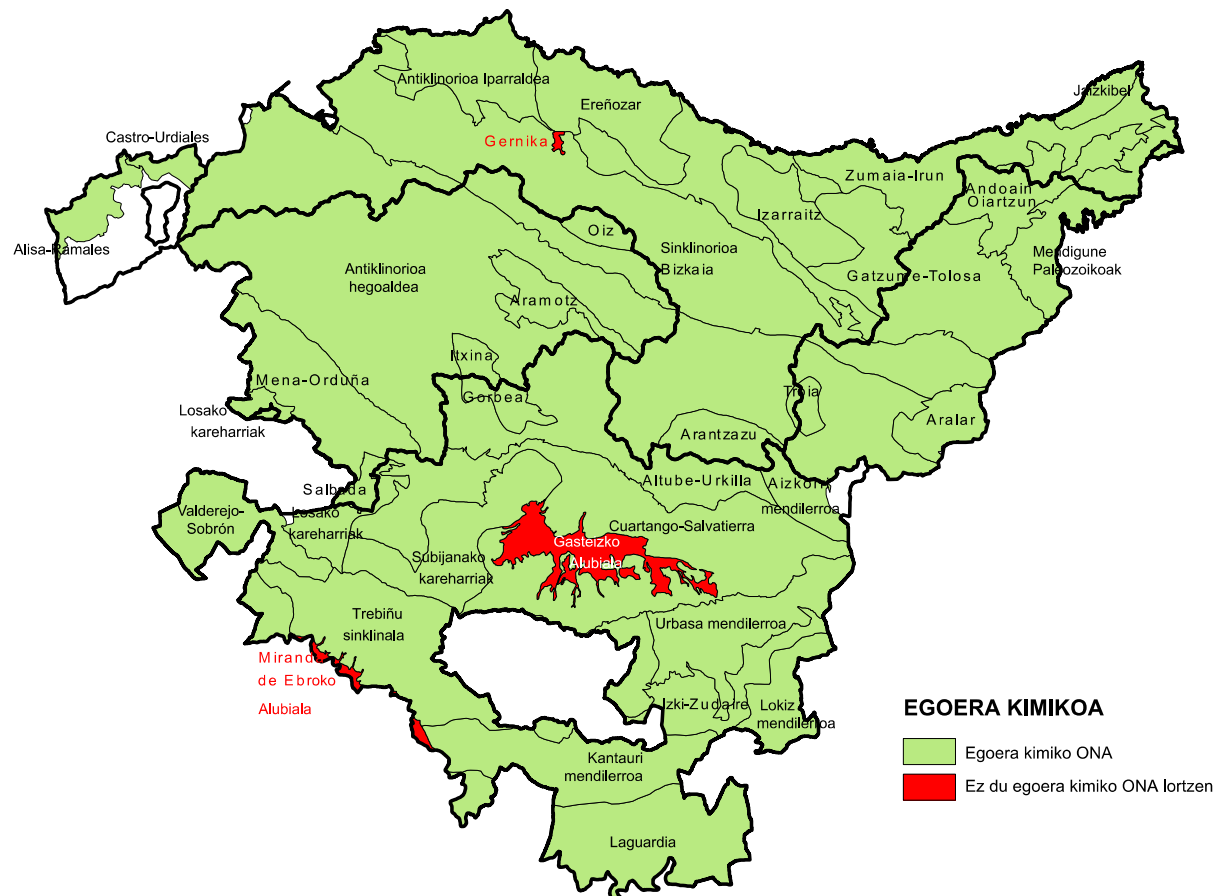 Antiklinorioa Iparraldea
Ereñozar
Jaizkibel
Castro-Urdiales
Gernika
Zumaia-Irun
Andoain
Oiartzun
Izarraitz
Oiz
Alisa-Ramales
Sinklinorioa
Bizkaia
Mendigune
Paleozoikoak
Antiklinorioa
hegoaldea
Gatzume-Tolosa
Aramotz
Itxina
Mena-Orduña
Gorbea
Troia
Losako
kareharriak
Aralar
Arantzazu
Altube-Urkilla
Aizkorri
mendilerroa
Salbada
Valderejo-
Sobrón
Losako
kareharriak
Cuartango-Salvatierra
Gasteizko
Alubiala
Subijanako
kareharriak
Trebiñu
sinklinala
Urbasa mendilerroa
Miranda
de Ebroko
Alubiala
Izki-Zudaire
Lokiz
mendilerroa
Kantauri
mendilerroa
Laguardia
EGOERA KIMIKOA
Egoera kimiko ONA
Ez du egoera kimiko ONA lortzen